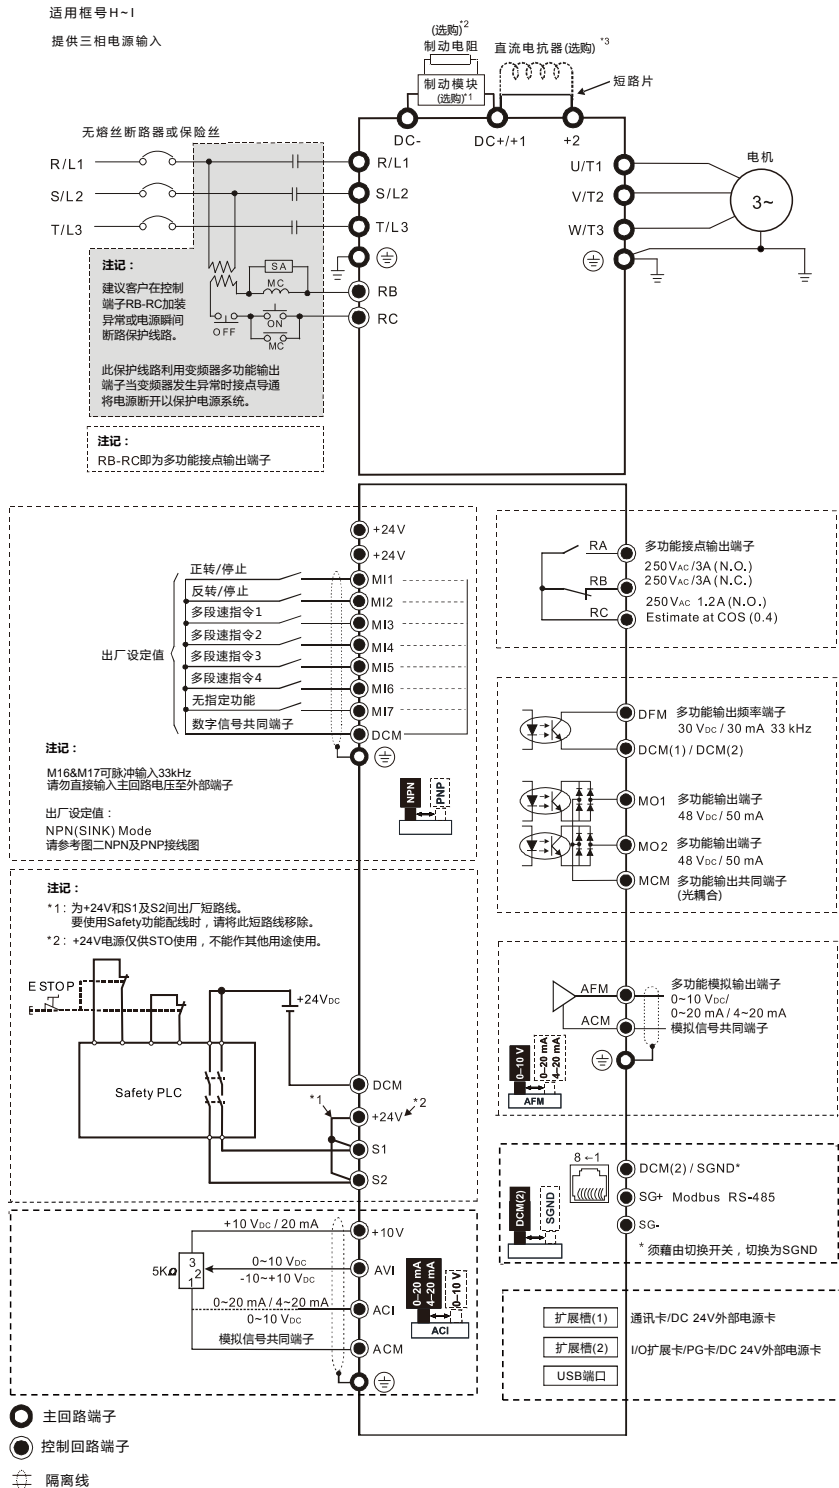 适用框号H~I
提供三相电源输入
(选购)*2
制动电阻
直流电抗器(选购) *3
制动模块
(选购)*1
短路片
无熔丝断路器或保险丝
DC-
DC+/+1
+2
R/L1
R/L1
U/T1
电机
S/L2
S/L2
V/T2
3~
T/L3
T/L3
W/T3
注记：
建议客户在控制
端子RB-RC加装
异常或电源瞬间
断路保护线路。
SA
MC
RB
OFF
ON
MC
RC
此保护线路利用变频器多功能输出
端子当变频器发生异常时接点导通
将电源断开以保护电源系统。
注记：
RB-RC即为多功能接点输出端子
+24V
+24V
正转/停止
MI1
反转/停止
MI2
多段速指令1
MI3
多段速指令2
MI4
出厂设定值
多段速指令3
MI5
多段速指令4
MI6
无指定功能
MI7
数字信号共同端子
DCM
注记：
M16&M17可脉冲输入33kHz
请勿直接输入主回路电压至外部端子
出厂设定值：
NPN(SINK) Mode
请参考图二NPN及PNP接线图
NPN
PNP
RA
多功能接点输出端子
250VAC/3A (N.O.)
RB
250VAC/3A (N.C.)
250VAC 1.2A (N.O.)
RC
Estimate at COS (0.4)
DFM
多功能输出频率端子
30 VDC / 30 mA 33 kHz
DCM(1) / DCM(2)
MO1
多功能输出端子
48 VDC / 50 mA
MO2
多功能输出端子
48 VDC / 50 mA
MCM
多功能输出共同端子
(光耦合)
注记：
*1：为+24V和S1及S2间出厂短路线。
要使用Safety功能配线时，请将此短路线移除。
*2：+24V电源仅供STO使用，不能作其他用途使用。
E STOP
+24VDC
Safety PLC
DCM
*1
*2
+24V
S1
S2
AFM
多功能模拟输出端子
0~10 VDC/
0~20 mA / 4~20 mA
ACM
模拟信号共同端子
0–10 V
0–20 mA
4–20 mA
AFM
8←1
DCM(2) / SGND*
SG+ Modbus RS-485
SG-
DCM(2)
SGND
* 须藉由切换开关，切换为SGND
+10 VDC / 20 mA
+10V
5KΩ
3
2
1
0~10 VDC
-10~+10 VDC
AVI
0~20 mA / 4~20 mA
0~10 VDC
ACI
模拟信号共同端子
ACM
0–20 mA
4–20 mA
0–10 V
ACI
扩展槽(1)
通讯卡/DC 24V外部电源卡
扩展槽(2)
I/O扩展卡/PG卡/DC 24V外部电源卡
USB端口
主回路端子
控制回路端子
隔离线